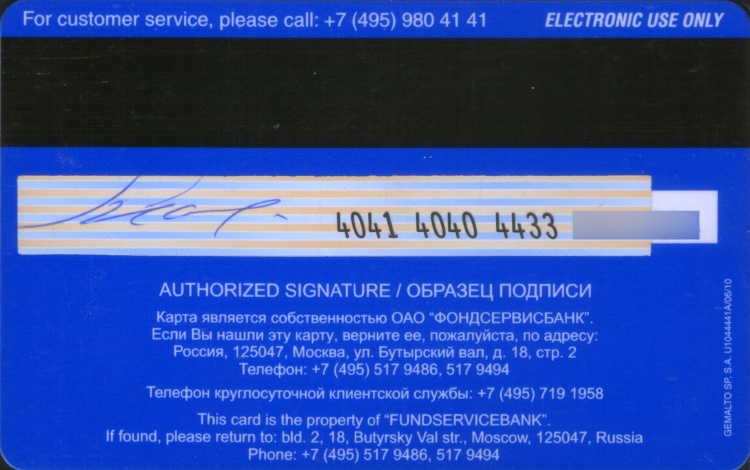 For customer service, please call: +7 (495) 980 41 41 ELECTRONIC USE ONLY
4041 4040 4433
AUTHORIZED SIGNATURE / ОБРАЗЕЦ ПОДПИСИ
Карта является собственностью ОАО "ФОНДСЕРВИСБАНК".
Если Вы нашли эту карту, верните ее, пожалуйста, по адресу:
Россия, 125047, Москва, ул. Бутырский вал, д. 18, стр. 2
Телефон: +7 (495) 517 9486, 517 9494
Телефон круглосуточной клиентской службы: +7 (495) 719 1958
This card is the property of "FUNDSERVICEBANK".
If found, please return to: bld. 2, 18, Butyrsky Val str., Moscow, 125047, Russia
Phone: +7 (495) 517 9486, 517 9494
GEMALTO SP, S.A. U1044441A/06/10